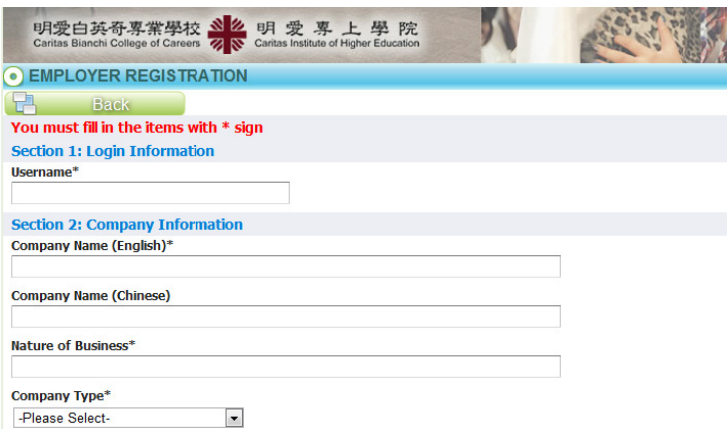 明愛白英奇專業學校 明愛專上學院
Caritas Bianchi College of Careers Caritas Institute of Higher Education
EMPLOYER REGISTRATION
Back
You must fill in the items with * sign
Section 1: Login Information
Username*
Section 2: Company Information
Company Name (English)*
Company Name (Chinese)
Nature of Business*
Company Type*
-Please Select-